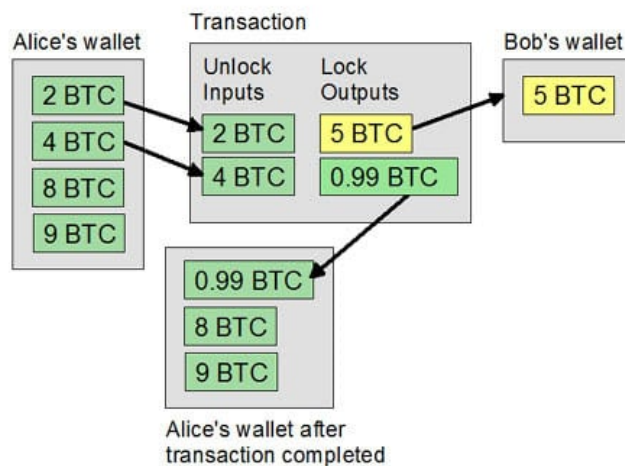 Alice's wallet
2 BTC
4 BTC
8 BTC
9 BTC
Transaction
Unlock
Inputs
2 BTC
4 BTC
Lock
Outputs
5 BTC
0.99 BTC
Bob's wallet
5 BTC
0.99 BTC
8 BTC
9 BTC
Alice's wallet after
transaction completed